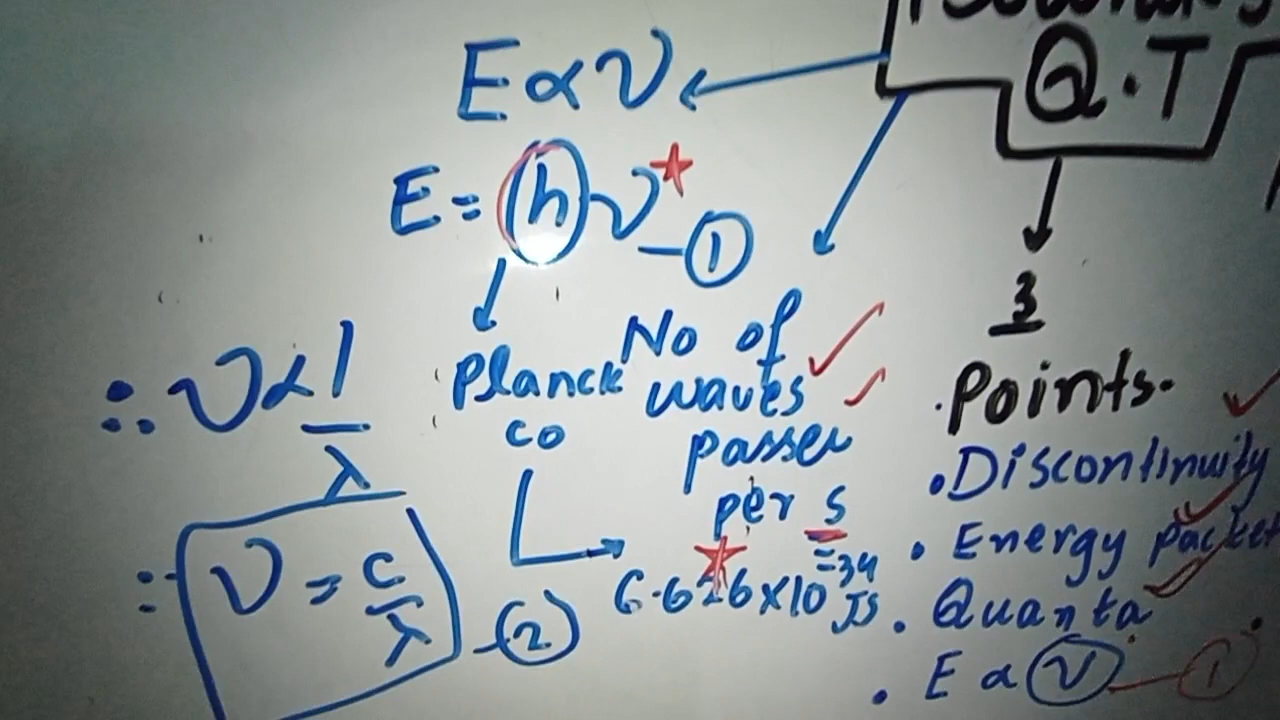 Q.T
E ∝ ν
E = h ν
1
3
Points.
Planck
co
No of
waves
passes
per s
6.626×10⁻³⁴ JS
∴ ν ∝ 1/λ
∴ ν = c/λ
2
• Discontinuity
• Energy packet
• Quanta
• E ∝ ν 1